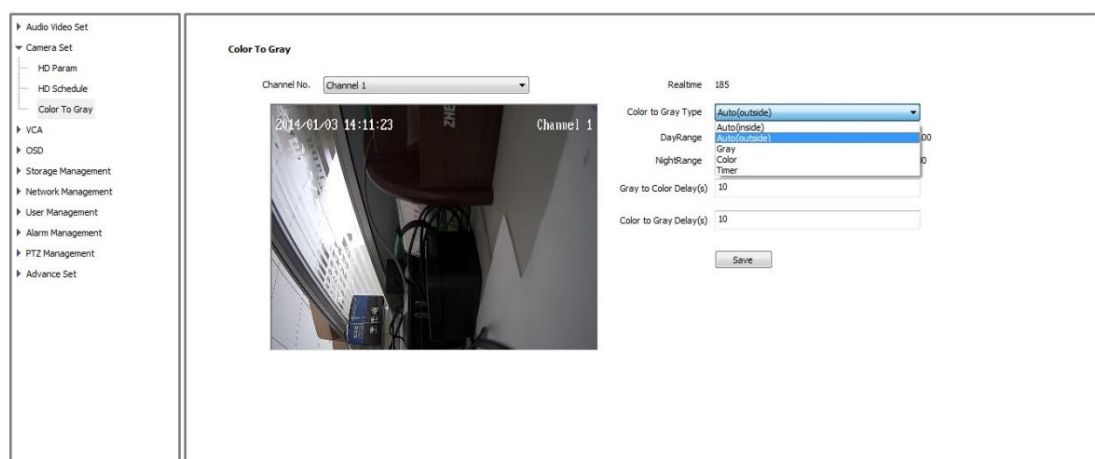 Audio Video Set
Camera Set
HD Param
HD Schedule
Color To Gray
VCA
OSD
Storage Management
Network Management
User Management
Alarm Management
PTZ Management
Advance Set
Color To Gray
Channel No. Channel 1
2014/01/03 14:11:23 Channel 1
ZHE
Realtime 185
Color to Gray Type Auto(outside)
Auto(inside)
DayRange Auto(outside) 00
Gray
NightRange Color 0
Timer
Gray to Color Delay(s) 10
Color to Gray Delay(s) 10
Save